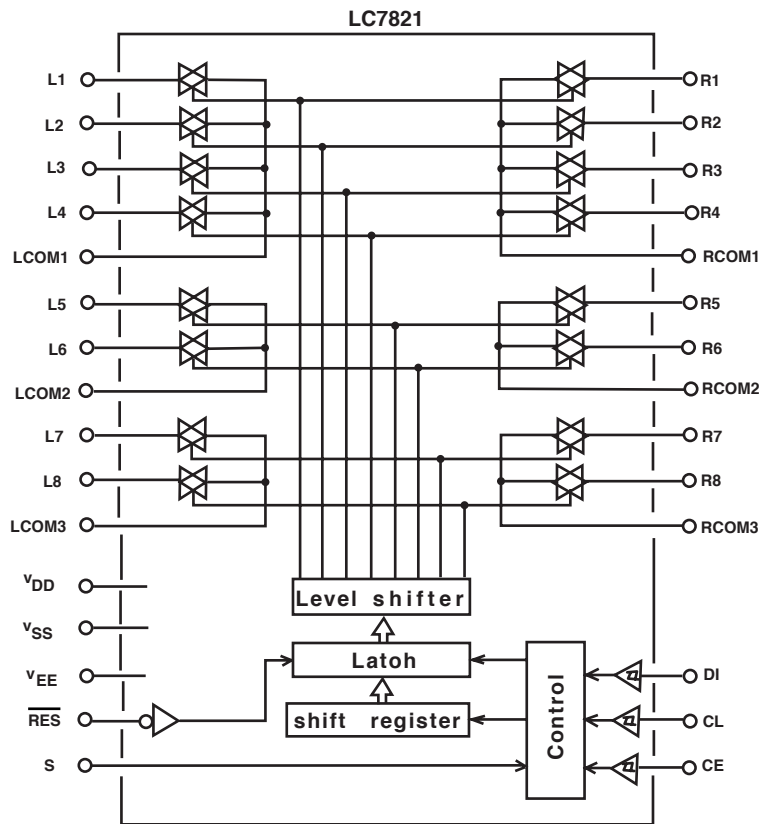 LC7821
L1
R1
L2
R2
L3
R3
L4
R4
LCOM1
RCOM1
L5
R5
L6
R6
LCOM2
RCOM2
L7
R7
L8
R8
LCOM3
RCOM3
VDD
Level shifter
VSS
Latoh
VEE
DI
RES
shift register
Control
CL
S
CE